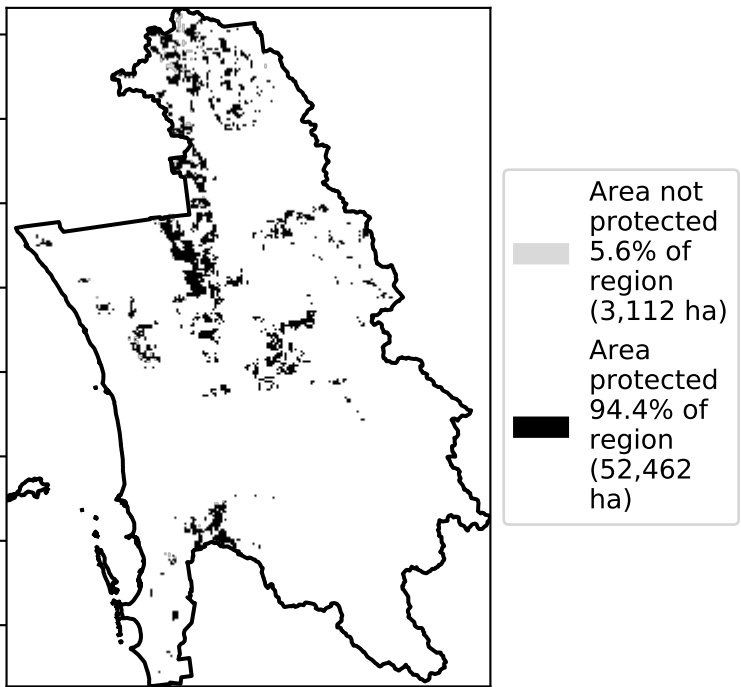 Area not
protected
5.6% of
region
(3,112 ha)
Area
protected
94.4% of
region
(52,462
ha)